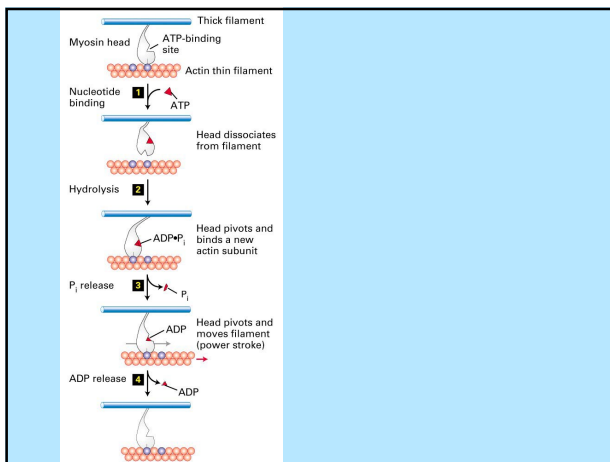 Thick filament
Myosin head
ATP-binding
site
Actin thin filament
Nucleotide
binding
1
ATP
Head dissociates
from filament
Hydrolysis
2
ADP•Pi
Head pivots and
binds a new
actin subunit
Pi release
3
Pi
ADP
Head pivots and
moves filament
(power stroke)
ADP release
4
ADP